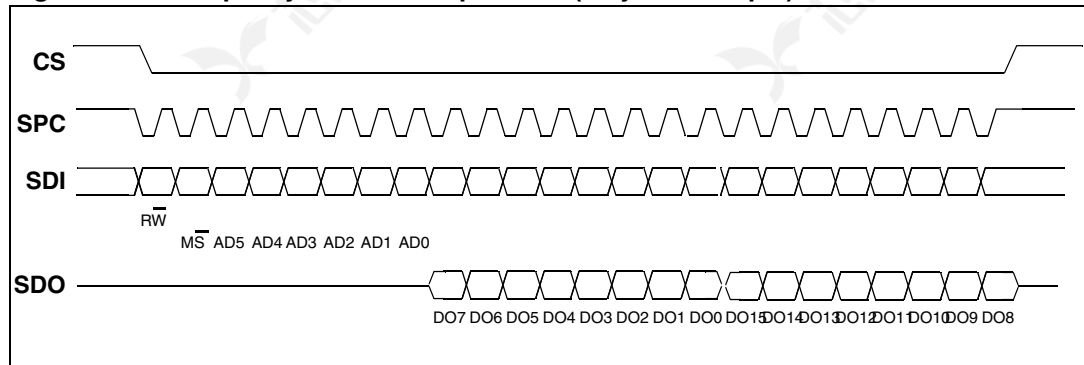 CS
SPC
SDI
RW
MS AD5 AD4 AD3 AD2 AD1 AD0
SDO
DO7 DO6 DO5 DO4 DO3 DO2 DO1 DO0 DO15 DO14 DO13 DO12 DO11 DO10 DO9 DO8